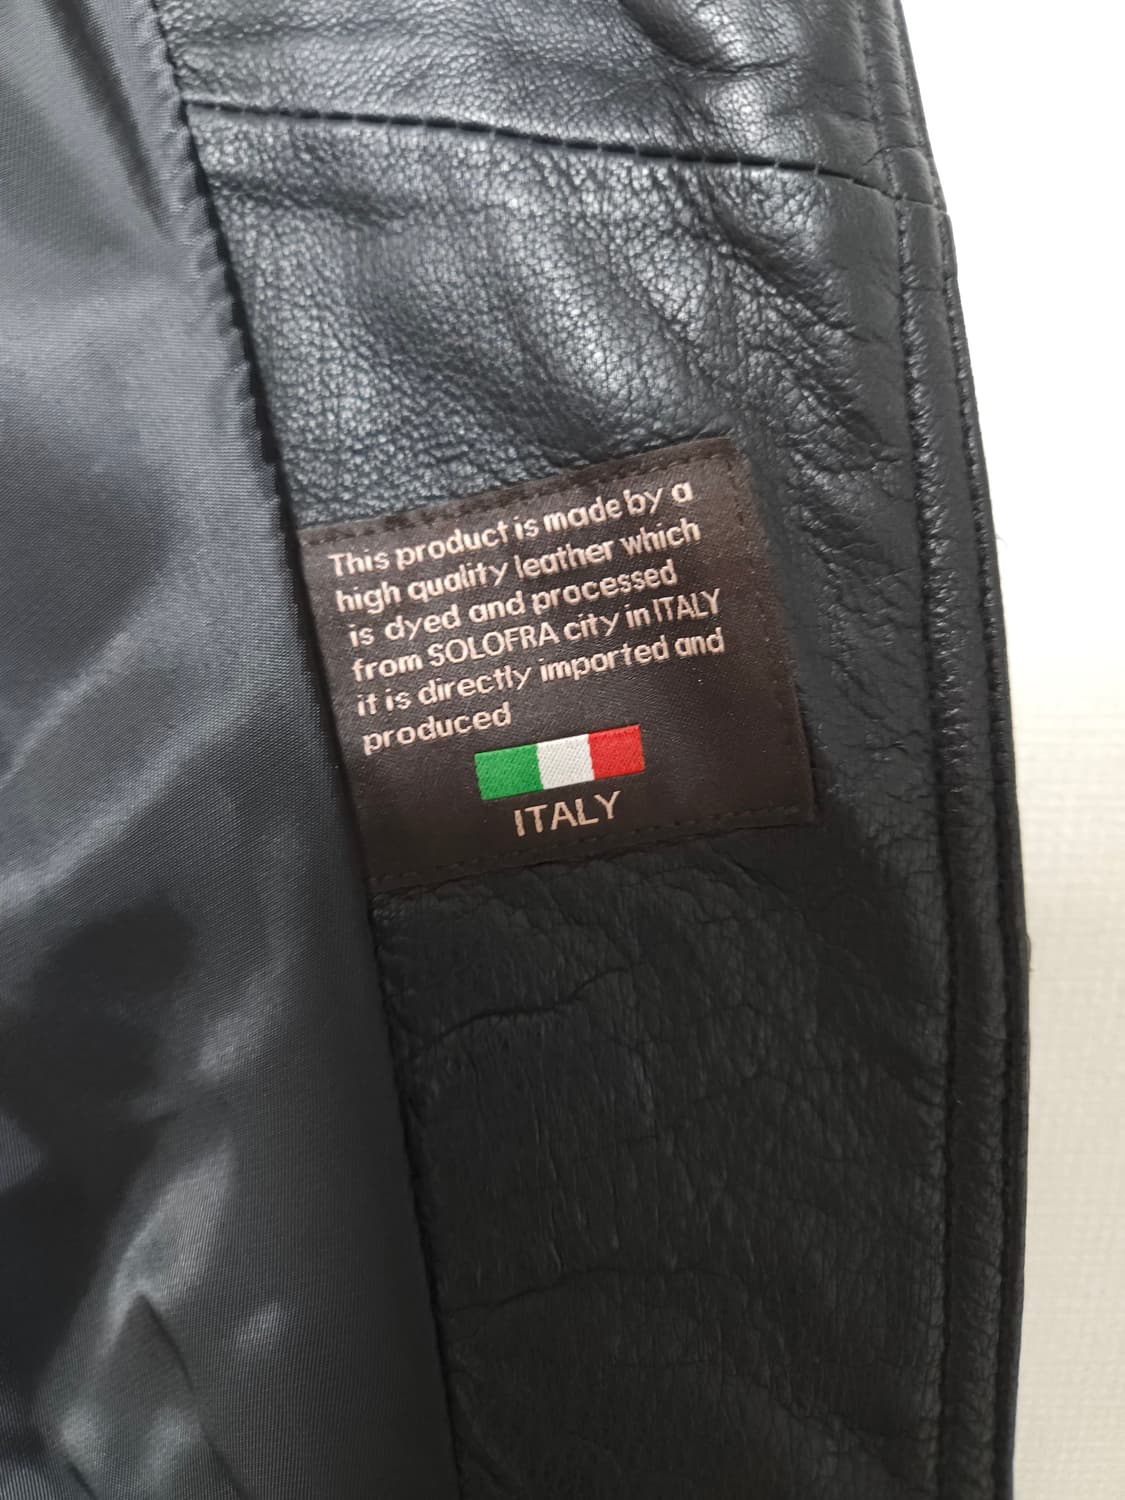 This product is made by a
high quality leather which
is dyed and processed
from SOLOFRA city in ITALY
it is directly imported and
produced
ITALY